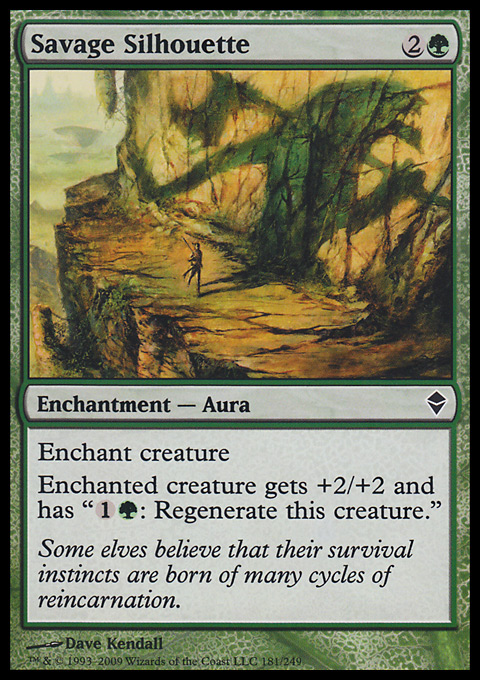 Savage Silhouette 2
Enchantment — Aura
Enchant creature
Enchanted creature gets +2/+2 and
has “1 : Regenerate this creature.”
Some elves believe that their survival
instincts are born of many cycles of
reincarnation.
Dave Kendall
™ & © 1993–2009 Wizards of the Coast LLC 181/249